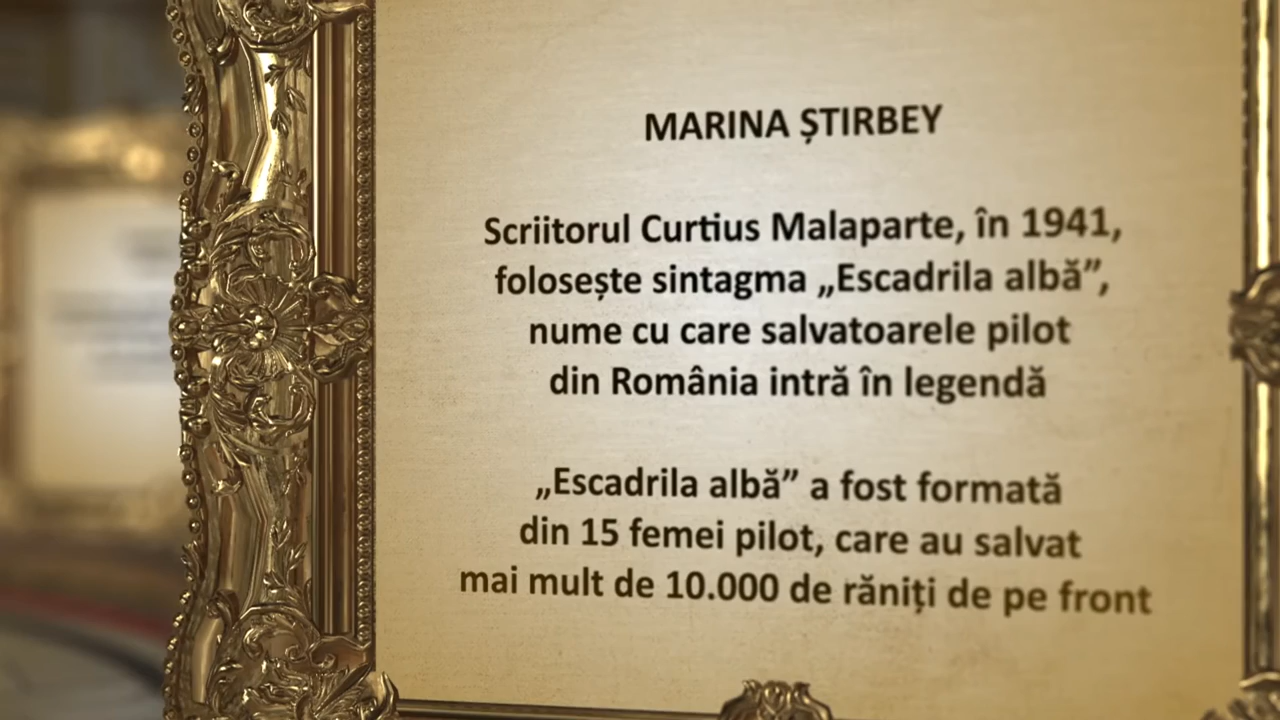 MARINA ȘTIRBEY
Scriitorul Curtius Malaparte, în 1941,
folosește sintagma „Escadrila albă”,
nume cu care salvatoarele pilot
din România intră în legendă
„Escadrila albă” a fost formată
din 15 femei pilot, care au salvat
mai mult de 10.000 de răniți de pe front